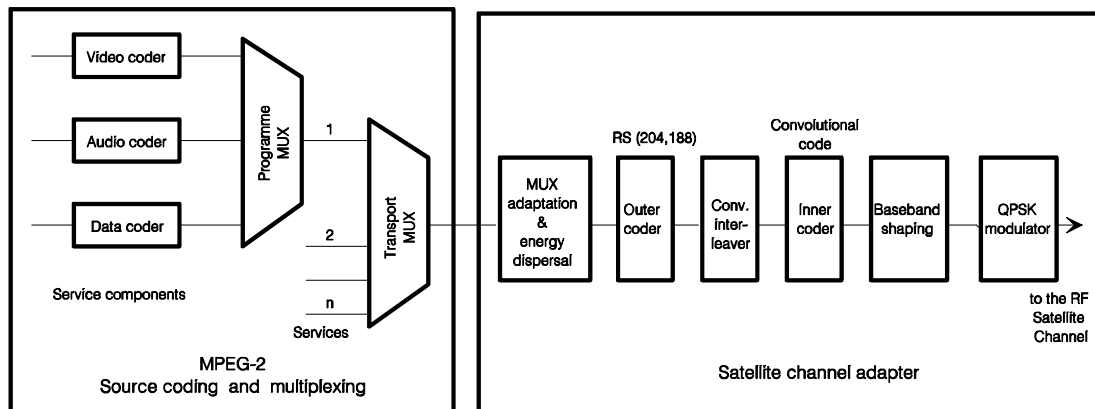 Video coder
Audio coder
Data coder
Service components
Programme
MUX
1
2
n
Services
Transport
MUX
MPEG-2
Source coding and multiplexing
MUX
adaptation
&
energy
dispersal
RS (204,188)
Outer
coder
Conv.
inter-
leaver
Convolutional
code
Inner
coder
Baseband
shaping
QPSK
modulator
to the RF
Satellite
Channel
Satellite channel adapter